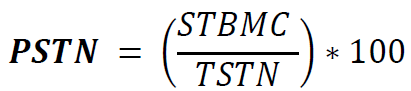 PSTN = (STBMC / TSTN) * 100